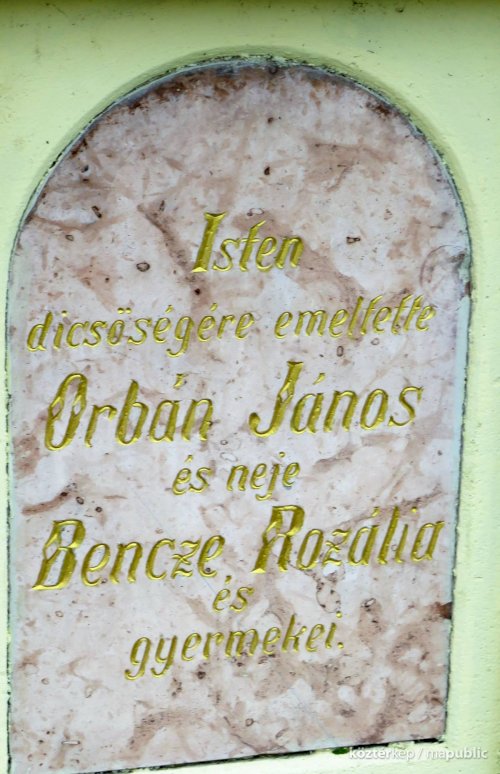 Isten
dicsőségére emeltette
Orbán János
és neje
Bencze Rozália
és
gyermekei.
köztérkép / mapublic